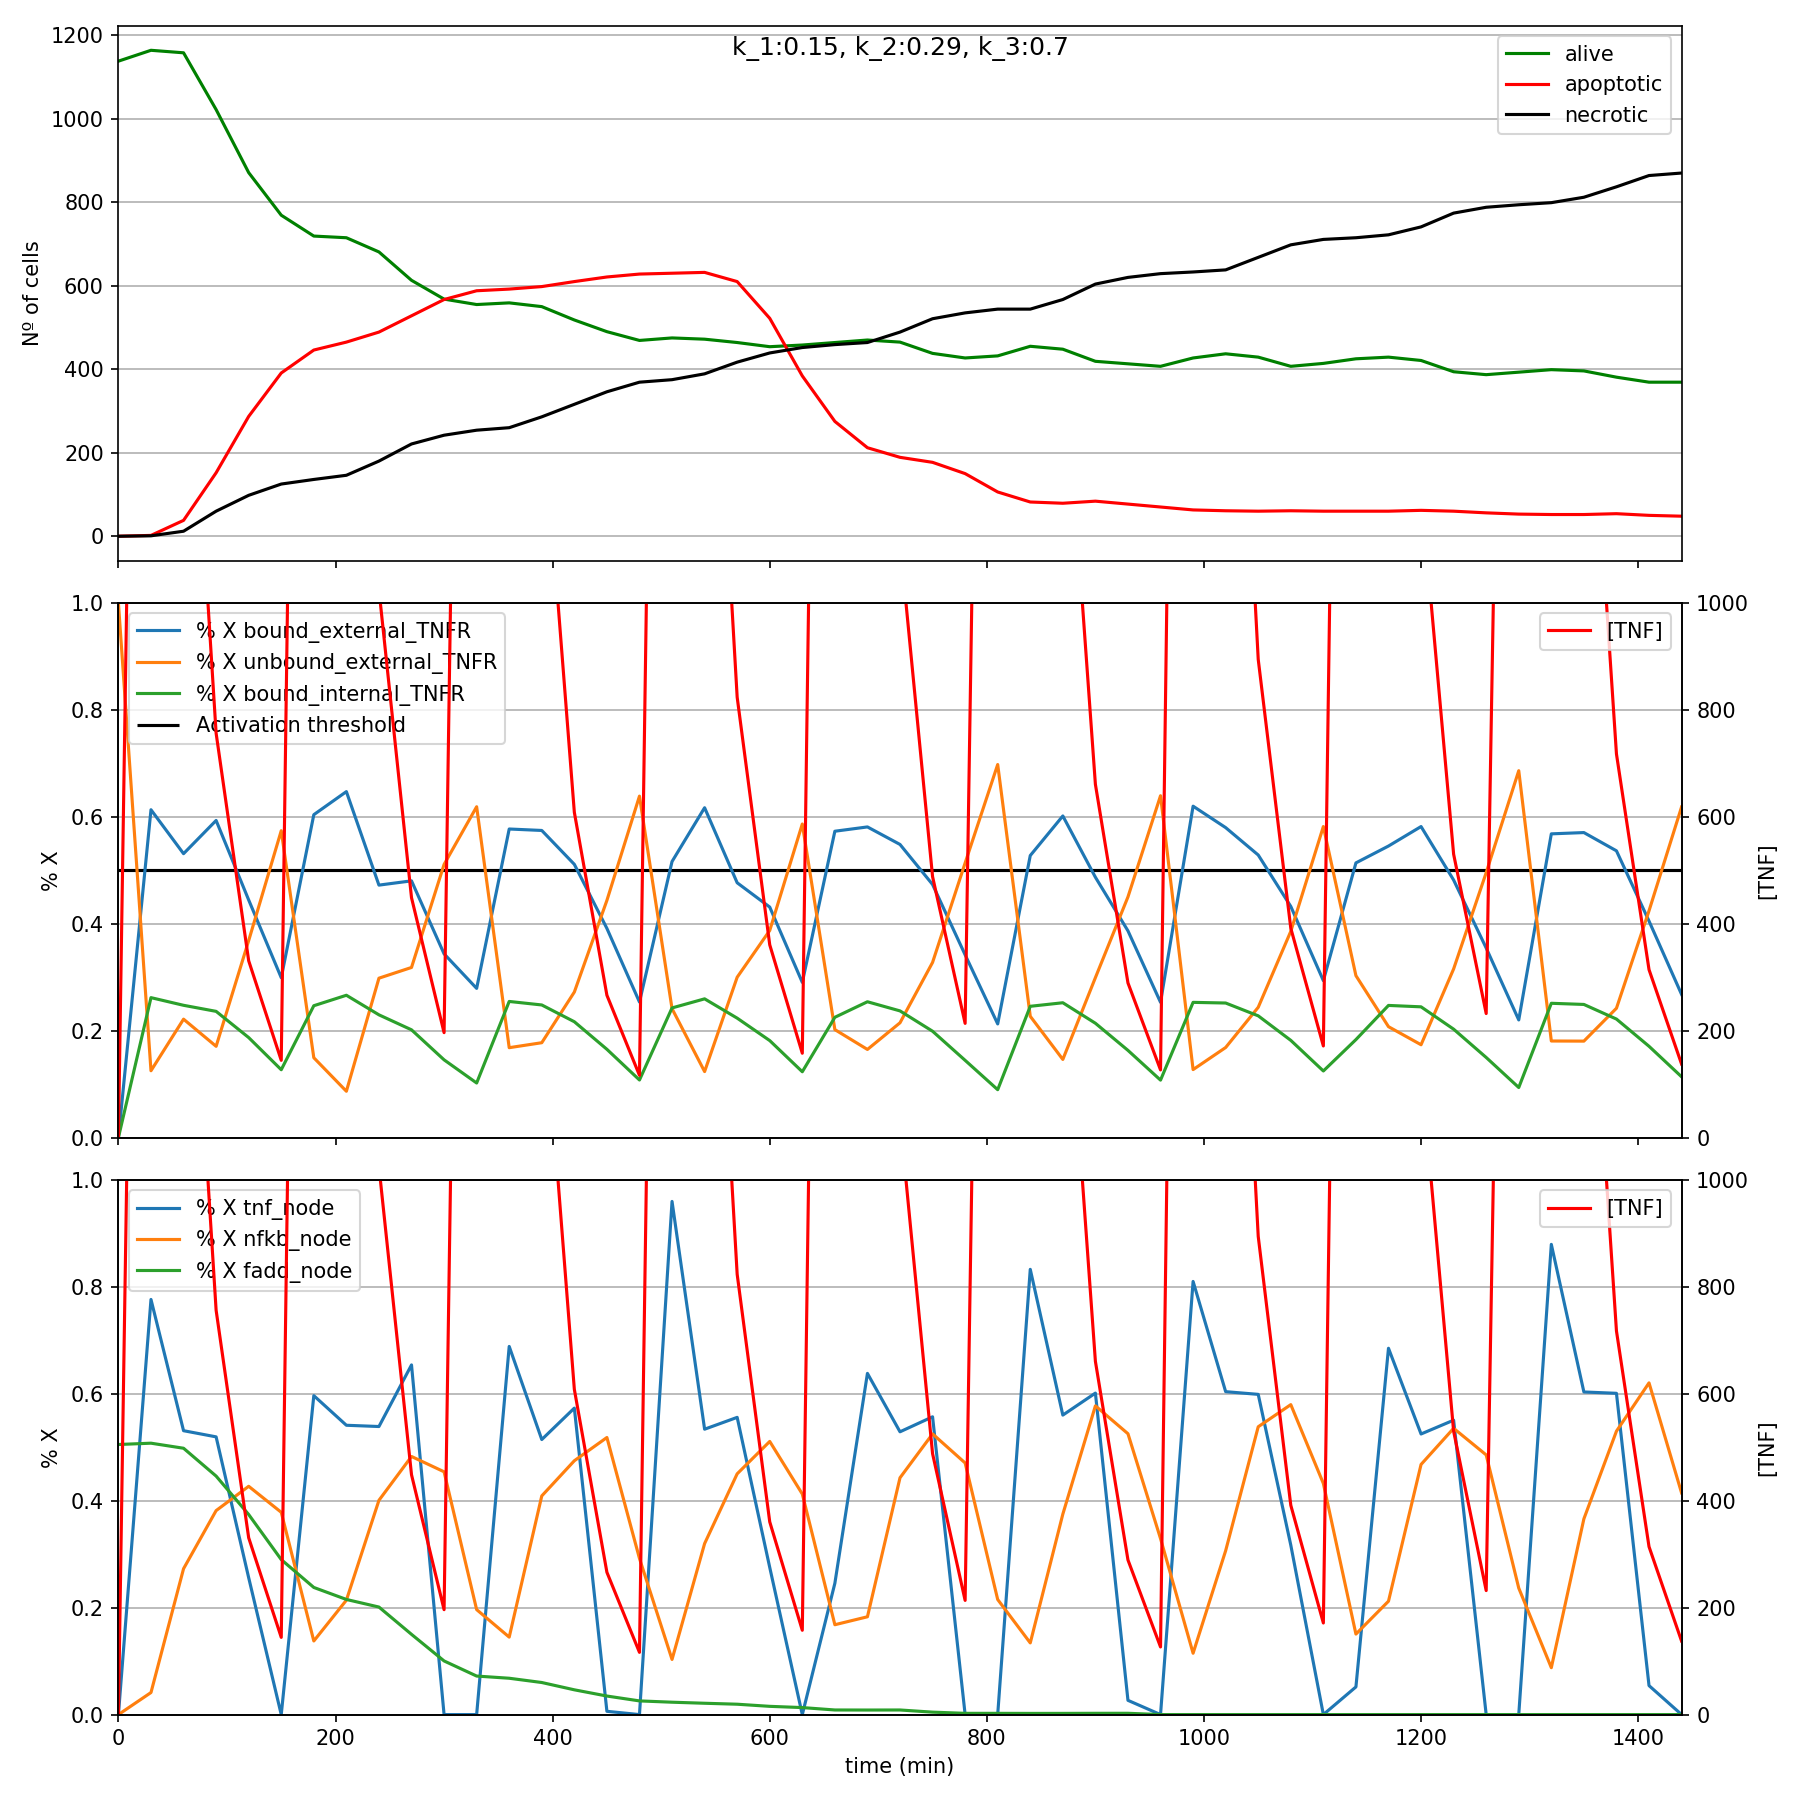 k_1:0.15, k_2:0.29, k_3:0.7
1200
1000
800
600
400
200
0
Nº of cells
alive
apoptotic
necrotic
1.0
0.8
0.6
0.4
0.2
0.0
% X
% X bound_external_TNFR
% X unbound_external_TNFR
% X bound_internal_TNFR
Activation threshold
[TNF]
1000
800
600
400
200
0
[TNF]
1.0
0.8
0.6
0.4
0.2
0.0
% X
% X tnf_node
% X nfkb_node
% X fadd_node
[TNF]
1000
800
600
400
200
0
[TNF]
0 200 400 600 800 1000 1200 1400
time (min)